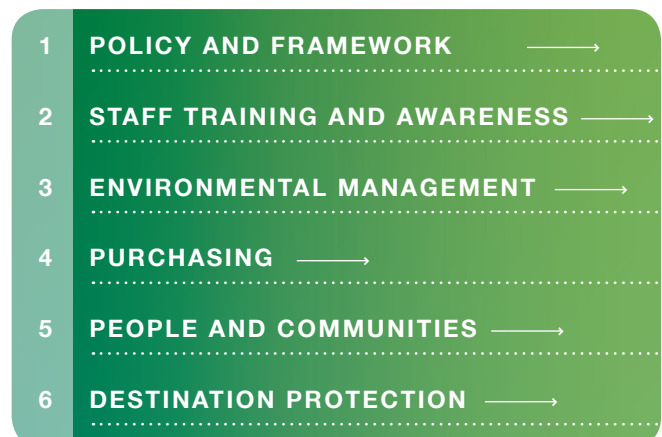 1 POLICY AND FRAMEWORK
2 STAFF TRAINING AND AWARENESS
3 ENVIRONMENTAL MANAGEMENT
4 PURCHASING
5 PEOPLE AND COMMUNITIES
6 DESTINATION PROTECTION